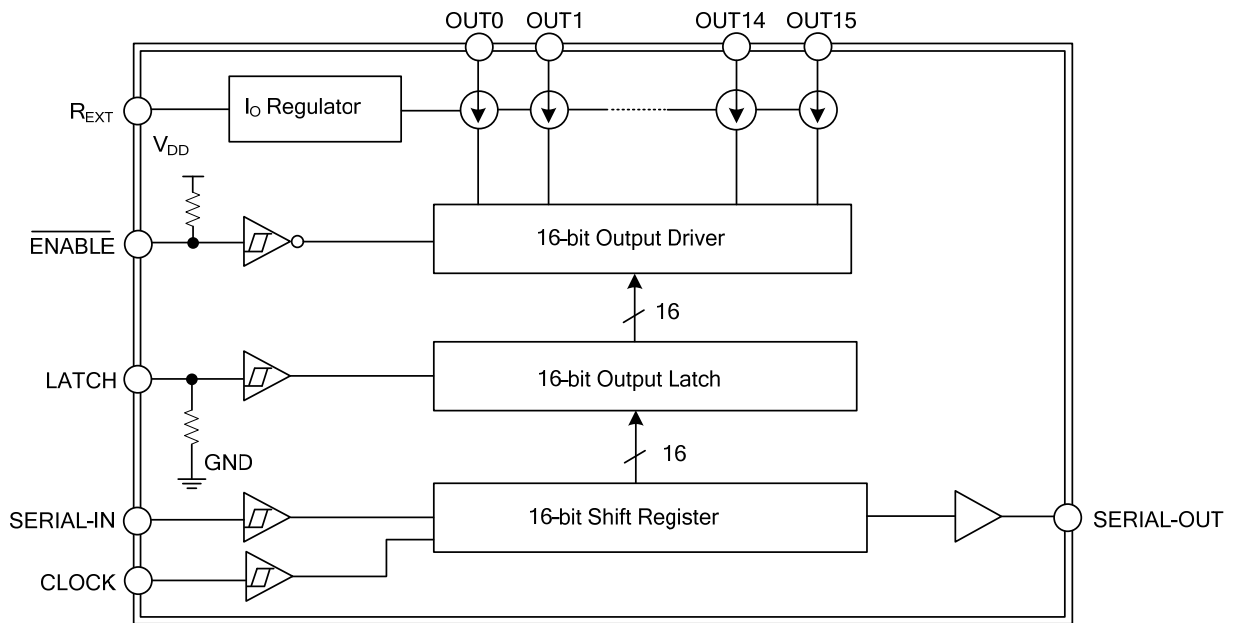 OUT0 OUT1 OUT14 OUT15
R_EXT
I_O Regulator
V_DD
ENABLE
16-bit Output Driver
16
LATCH
16-bit Output Latch
GND
16
SERIAL-IN
16-bit Shift Register
SERIAL-OUT
CLOCK